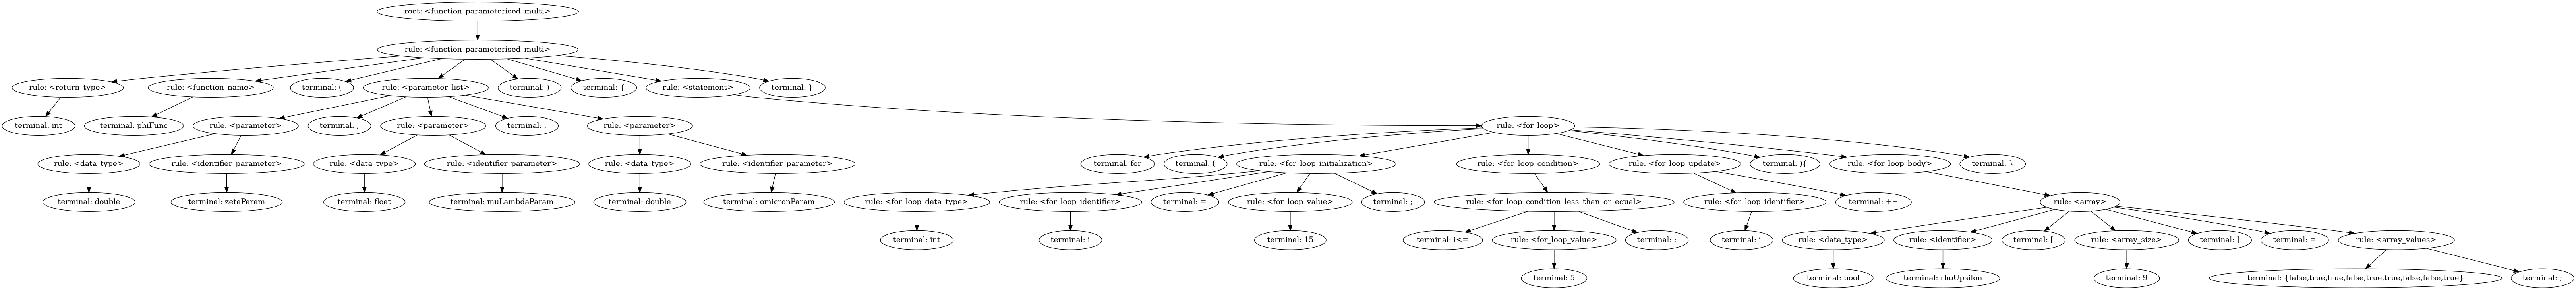 root: <function_parameterised_multi>
rule: <function_parameterised_multi>
rule: <return_type>
rule: <function_name>
terminal: (
rule: <parameter_list>
terminal: )
terminal: {
rule: <statement>
terminal: }
terminal: int
terminal: phiFunc
rule: <parameter>
terminal: ,
rule: <parameter>
terminal: ,
rule: <parameter>
rule: <for_loop>
rule: <data_type>
rule: <identifier_parameter>
rule: <data_type>
rule: <identifier_parameter>
rule: <data_type>
rule: <identifier_parameter>
terminal: for
terminal: (
rule: <for_loop_initialization>
rule: <for_loop_condition>
rule: <for_loop_update>
terminal: ){
rule: <for_loop_body>
terminal: }
terminal: double
terminal: zetaParam
terminal: float
terminal: muLambdaParam
terminal: double
terminal: omicronParam
rule: <for_loop_data_type>
rule: <for_loop_identifier>
terminal: =
rule: <for_loop_value>
terminal: ;
rule: <for_loop_condition_less_than_or_equal>
rule: <for_loop_identifier>
terminal: ++
rule: <array>
terminal: int
terminal: i
terminal: 15
terminal: i<=
rule: <for_loop_value>
terminal: ;
terminal: i
rule: <data_type>
rule: <identifier>
terminal: [
rule: <array_size>
terminal: ]
terminal: =
rule: <array_values>
terminal: 5
terminal: bool
terminal: rhoUpsilon
terminal: 9
terminal: {false,true,true,false,true,true,false,false,true}
terminal: ;